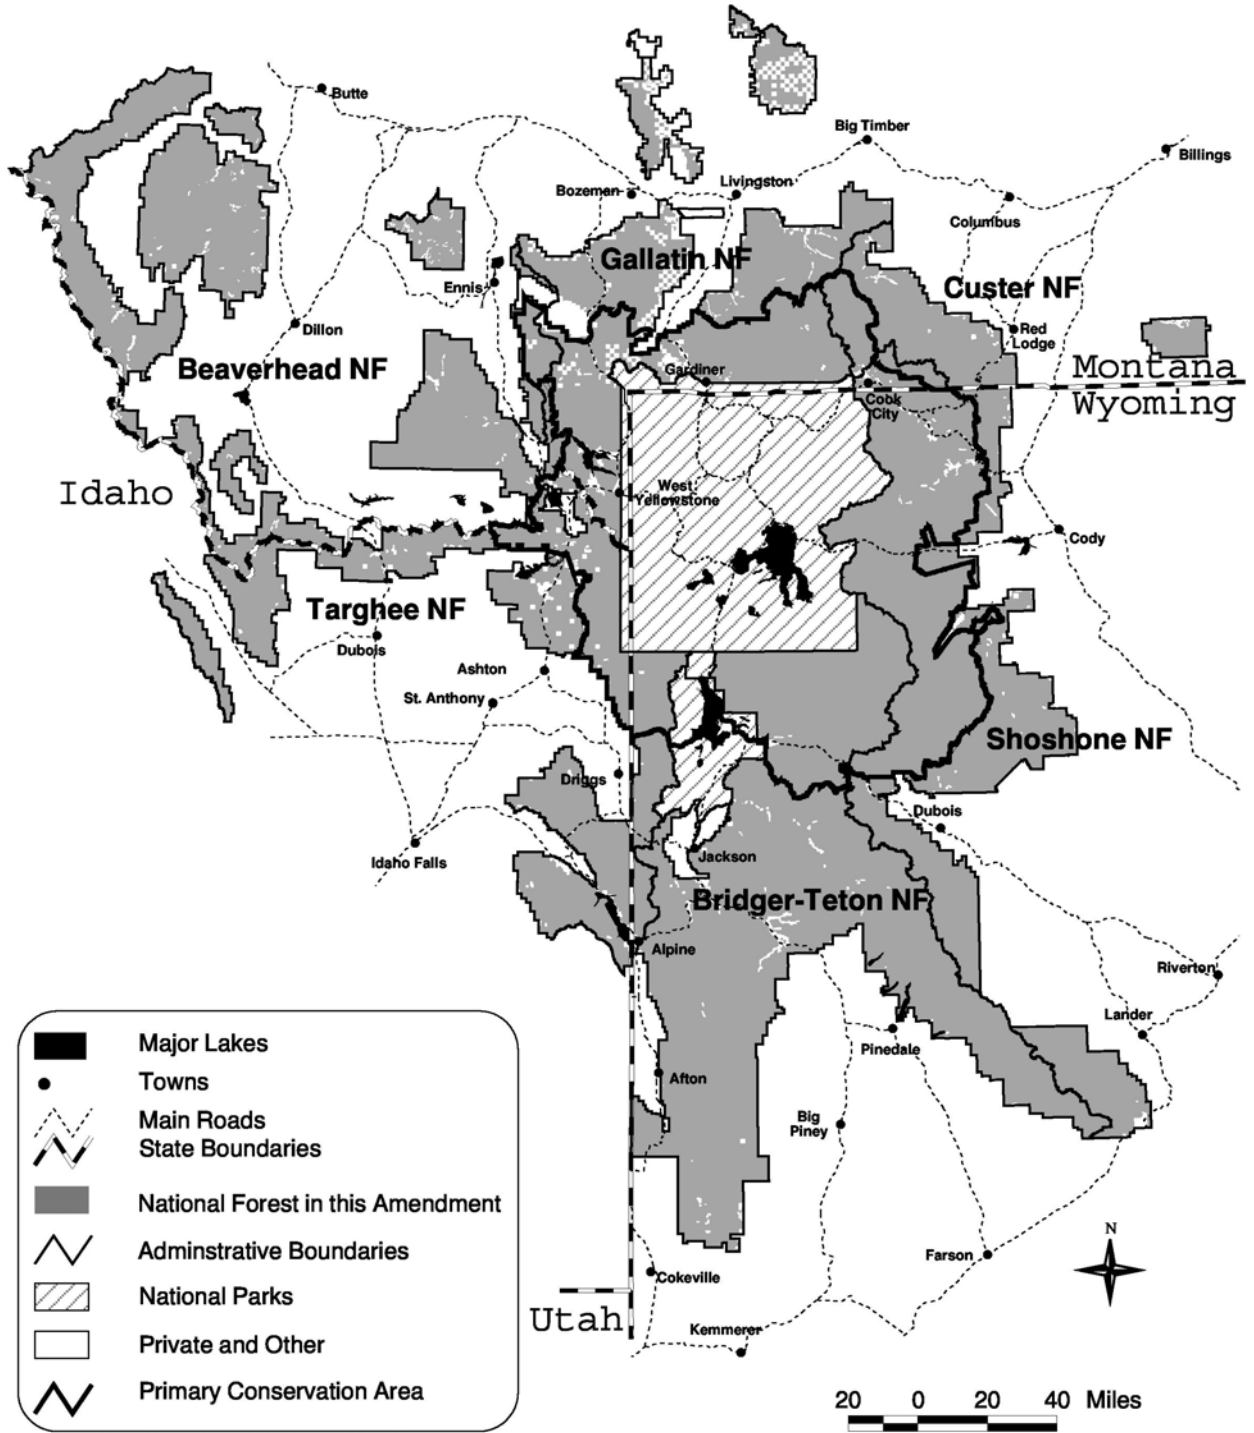 Butte
Big Timber
Billings
Bozeman
Livingston
Columbus
Gallatin NF
Ennis
Custer NF
Dillon
Red
Lodge
Beaverhead NF
Gardiner
Montana
Cook
City
Wyoming
Idaho
West
Yellowstone
Cody
Targhee NF
Dubois
Ashton
St. Anthony
Shoshone NF
Driggs
Dubois
Idaho Falls
Jackson
Bridger-Teton NF
Alpine
Riverton
Lander
Pinedale
Afton
Big
Piney
Farson
Cokeville
Utah
Kemmerer
Major Lakes
Towns
Main Roads
State Boundaries
National Forest in this Amendment
Adminstrative Boundaries
National Parks
Private and Other
Primary Conservation Area
N
20 0 20 40 Miles